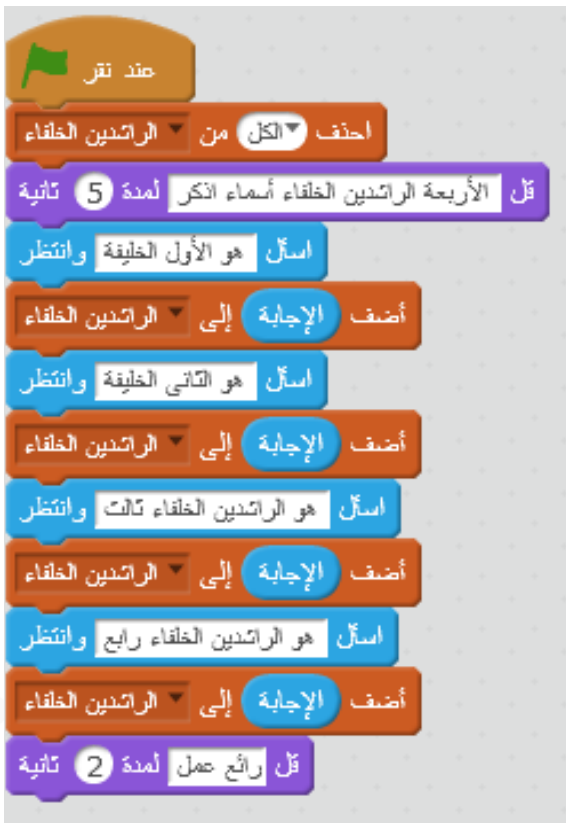 عند نقر
احذف الكل من الراشدين الخلفاء
قل الأربعة الراشدين الخلفاء أسماء اذكر لمدة 5 ثانية
اسأل هو الأول الخليفة وانتظر
أضف الإجابة إلى الراشدين الخلفاء
اسأل هو الثاني الخليفة وانتظر
أضف الإجابة إلى الراشدين الخلفاء
اسأل هو الراشدين الخلفاء ثالث وانتظر
أضف الإجابة إلى الراشدين الخلفاء
اسأل هو الراشدين الخلفاء رابع وانتظر
أضف الإجابة إلى الراشدين الخلفاء
قل رائع عمل لمدة 2 ثانية